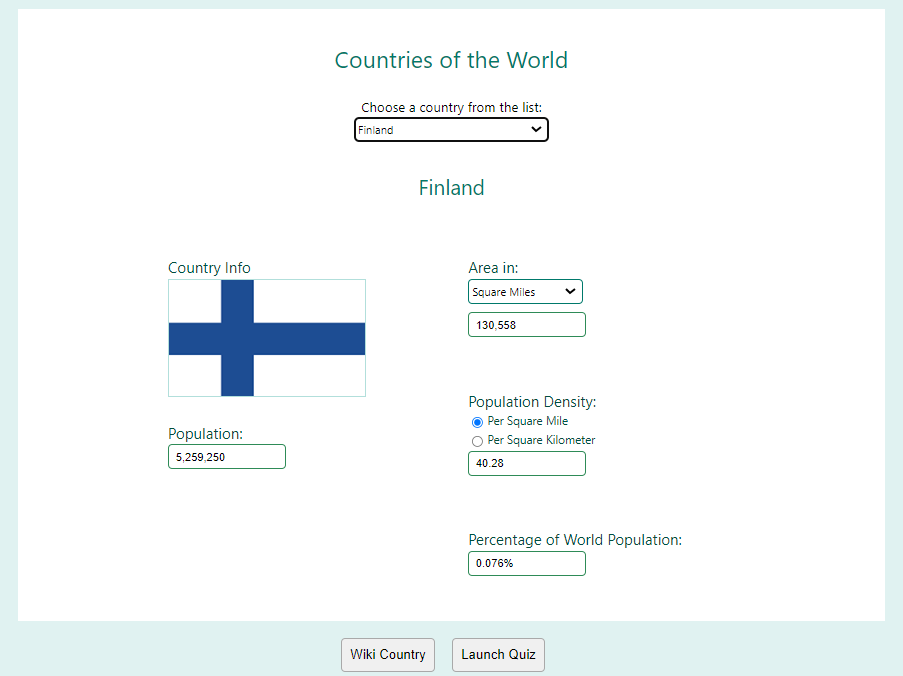 Countries of the World
Choose a country from the list:
Finland
Finland
Country Info
Population:
5,259,250
Area in:
Square Miles
130,558
Population Density:
Per Square Mile
Per Square Kilometer
40.28
Percentage of World Population:
0.076%
Wiki Country
Launch Quiz